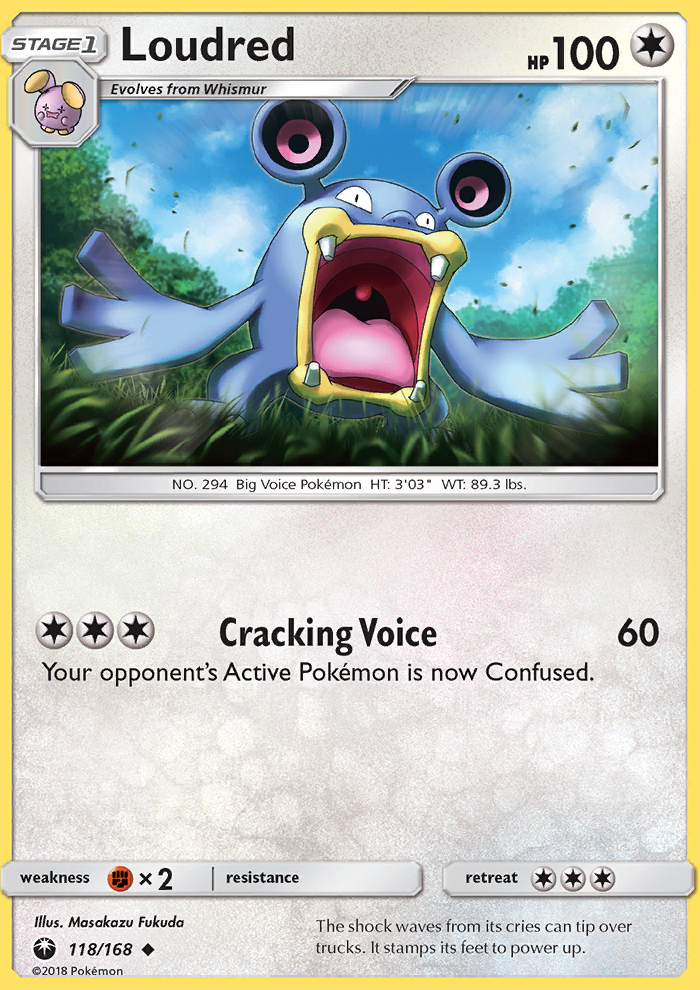 STAGE1 Loudred HP100
Evolves from Whismur
NO. 294 Big Voice Pokémon HT: 3'03" WT: 89.3 lbs.
Cracking Voice 60
Your opponent's Active Pokémon is now Confused.
weakness ×2 resistance retreat
Illus. Masakazu Fukuda
118/168
©2018 Pokémon
The shock waves from its cries can tip over
trucks. It stamps its feet to power up.